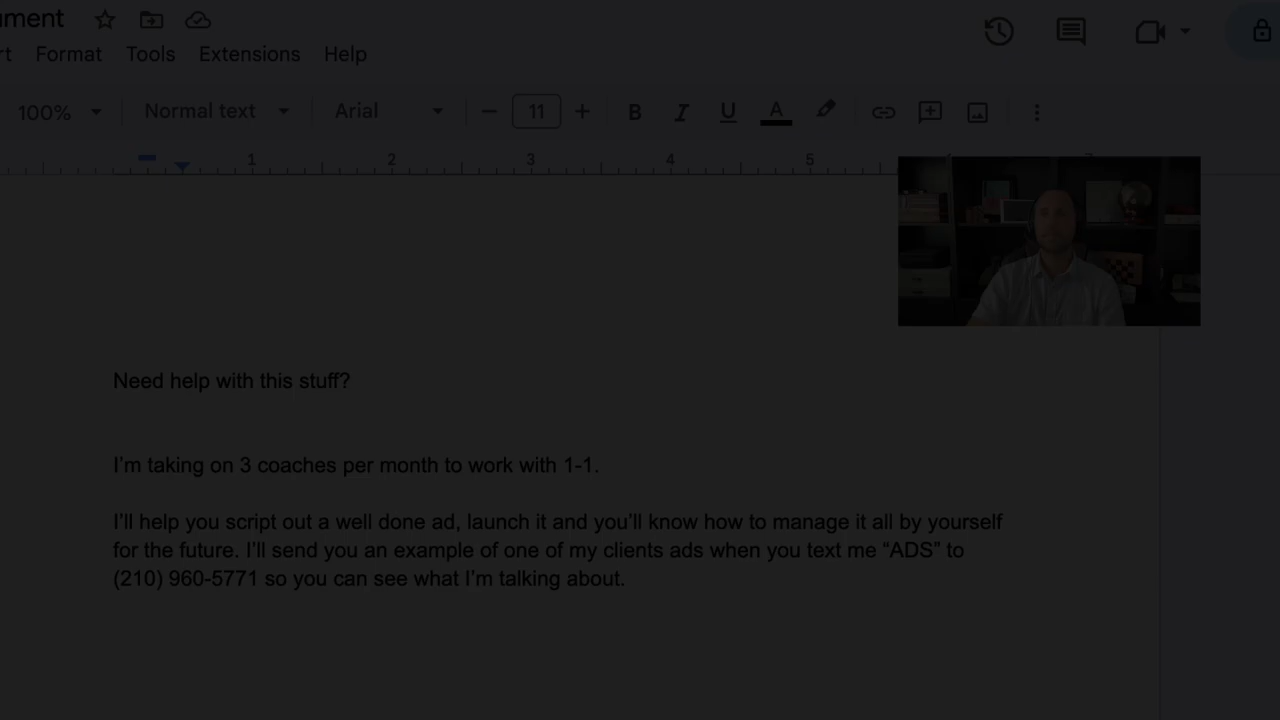 ument
rt Format Tools Extensions Help
100% Normal text Arial 11 B I U A
1 2 3 4 5
Need help with this stuff?
I'm taking on 3 coaches per month to work with 1-1.
I'll help you script out a well done ad, launch it and you'll know how to manage it all by yourself
for the future. I'll send you an example of one of my clients ads when you text me “ADS” to
(210) 960-5771 so you can see what I'm talking about.